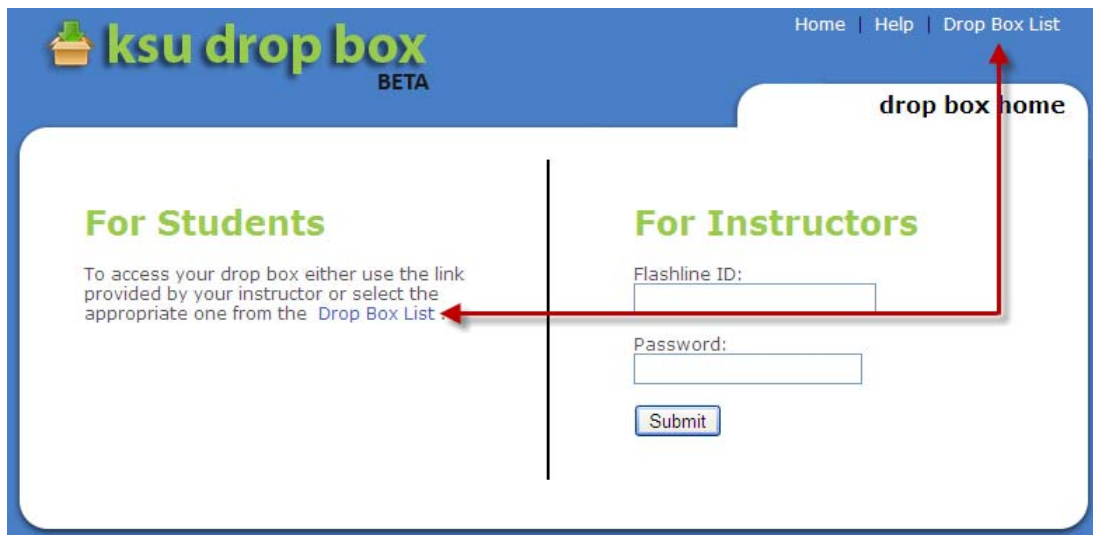 ksu drop box
BETA
Home | Help | Drop Box List
drop box home
For Students
To access your drop box either use the link
provided by your instructor or select the
appropriate one from the Drop Box List .
For Instructors
Flashline ID:
Password:
Submit